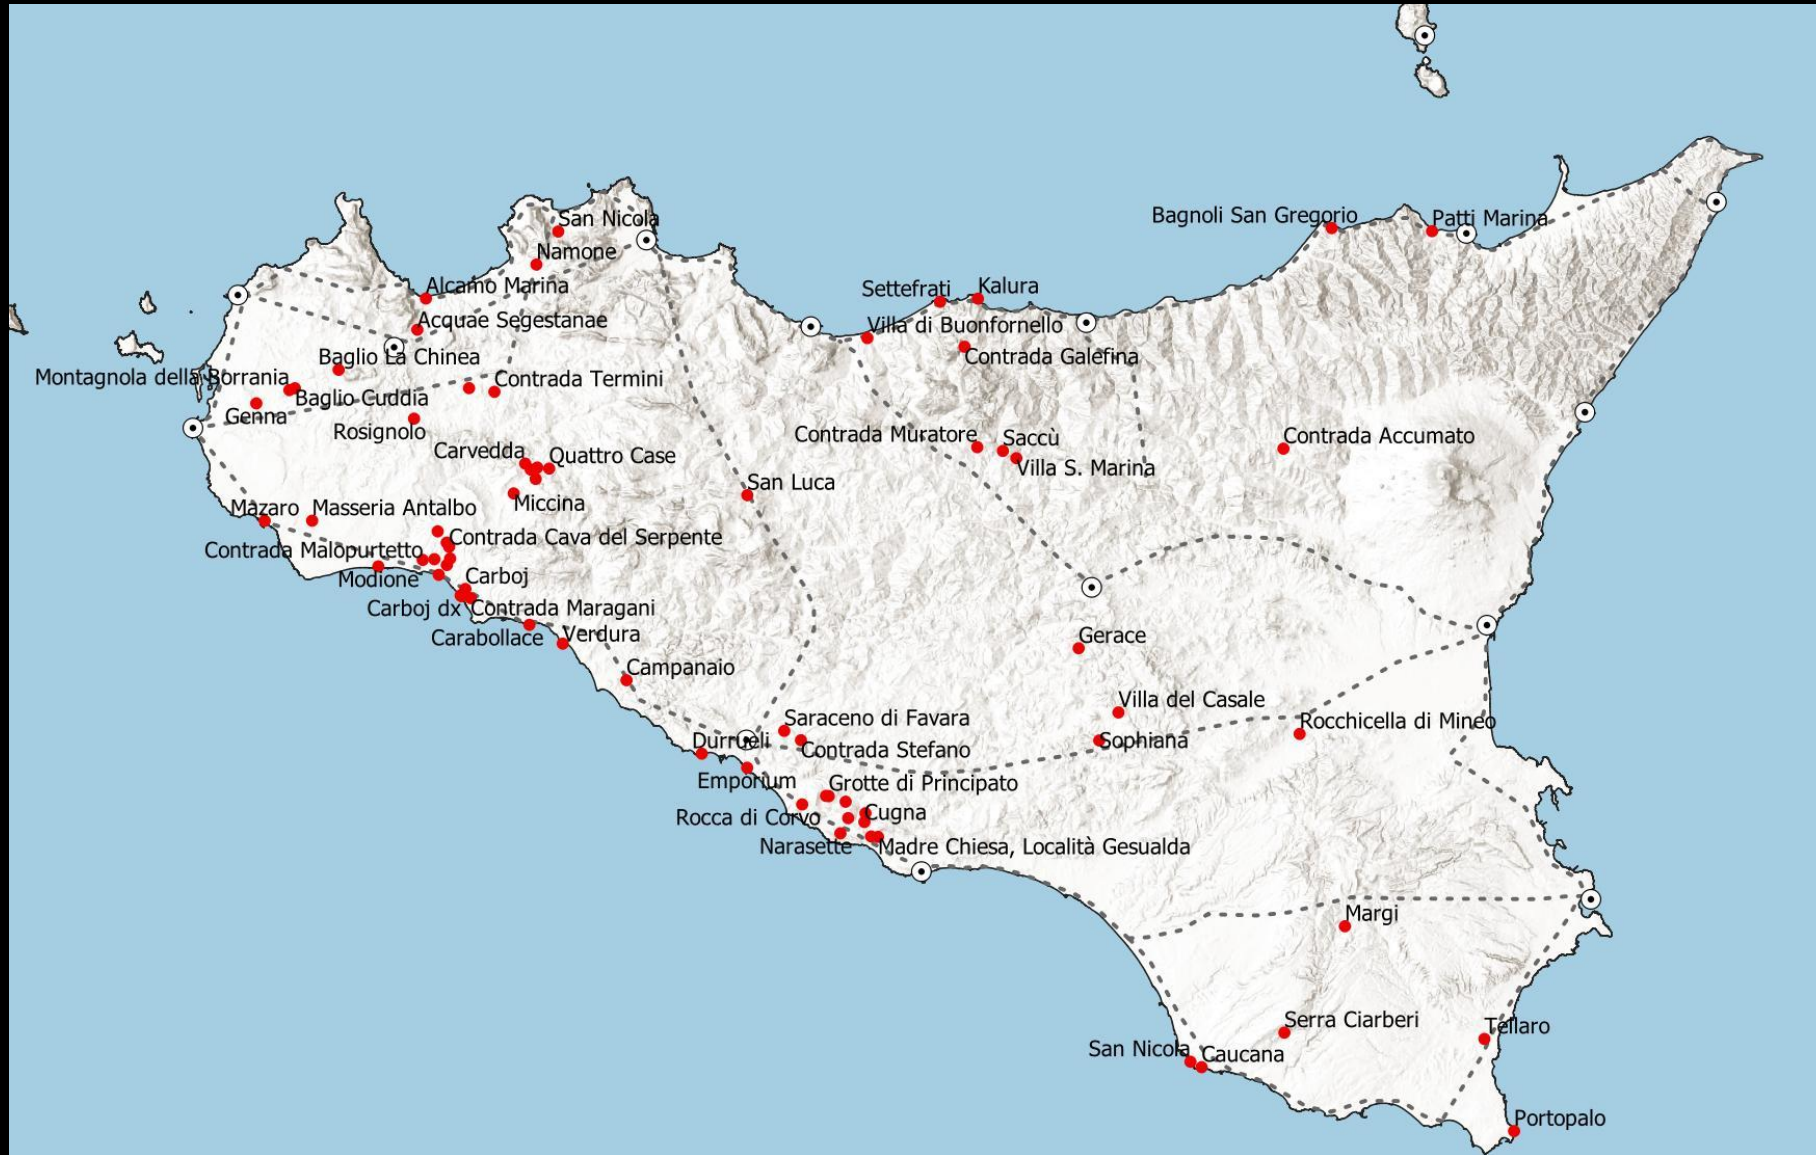 San Nicola
Bagnoli San Gregorio
Patti Marina
Namone
Alcamo Marina
Settefrati
Kalura
Acquae Segestanae
Villa di Buonfornello
Baglio La Chinea
Contrada Galefina
Montagnola della Borrania
Contrada Termini
Baglio Cuddia
Genna
Rosignolo
Contrada Muratore
Saccù
Contrada Accumato
Carvedda
Quattro Case
Villa S. Marina
San Luca
Miccina
Mazaro
Masseria Antalbo
Contrada Cava del Serpente
Contrada Malopurtetto
Modione
Carboj
Carboj dx
Contrada Maragani
Carabollace
Verdura
Gerace
Campanaio
Villa del Casale
Saraceno di Favara
Rocchicella di Mineo
Durrueli
Contrada Stefano
Sophiana
Emporium
Grotte di Principato
Rocca di Corvo
Cugna
Narasette
Madre Chiesa, Località Gesualda
Margi
Serra Ciarberi
Tellaro
San Nicola
Caucana
Portopalo